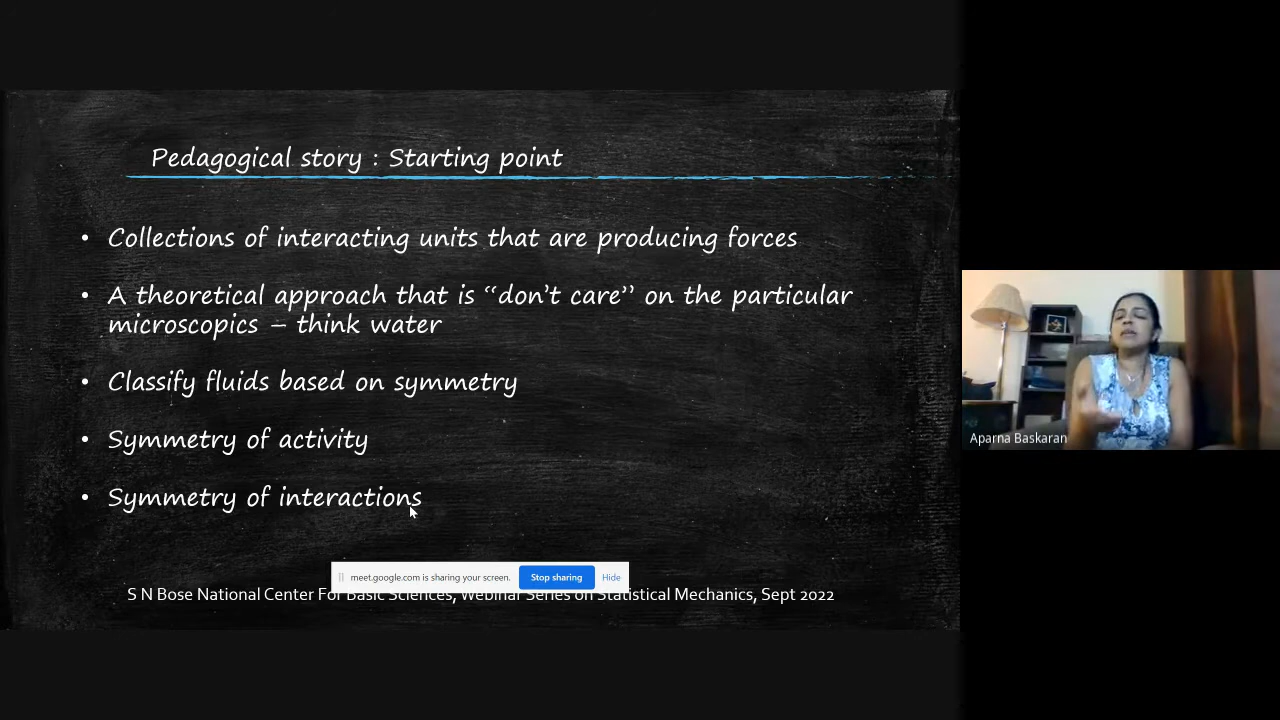 Pedagogical story : Starting point
• Collections of interacting units that are producing forces
• A theoretical approach that is “don’t care” on the particular
microscopics – think water
• Classify fluids based on symmetry
• Symmetry of activity
• Symmetry of interactions
meet.google.com is sharing your screen. Stop sharing Hide
S N Bose National Center For Basic Sciences, Webinar Series on Statistical Mechanics, Sept 2022
Aparna Baskaran